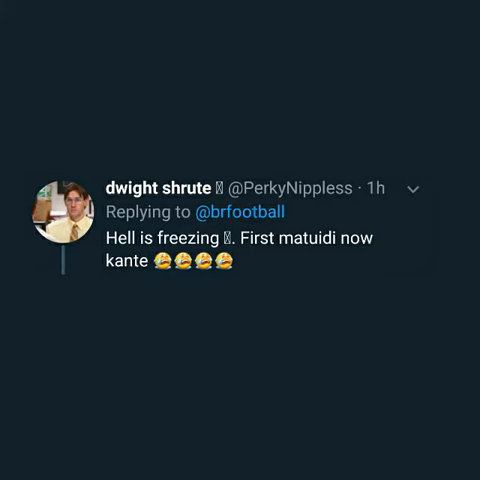 dwight shrute @PerkyNippless · 1h
Replying to @brfootball
Hell is freezing . First matuidi now
kante 🤣🤣🤣🤣